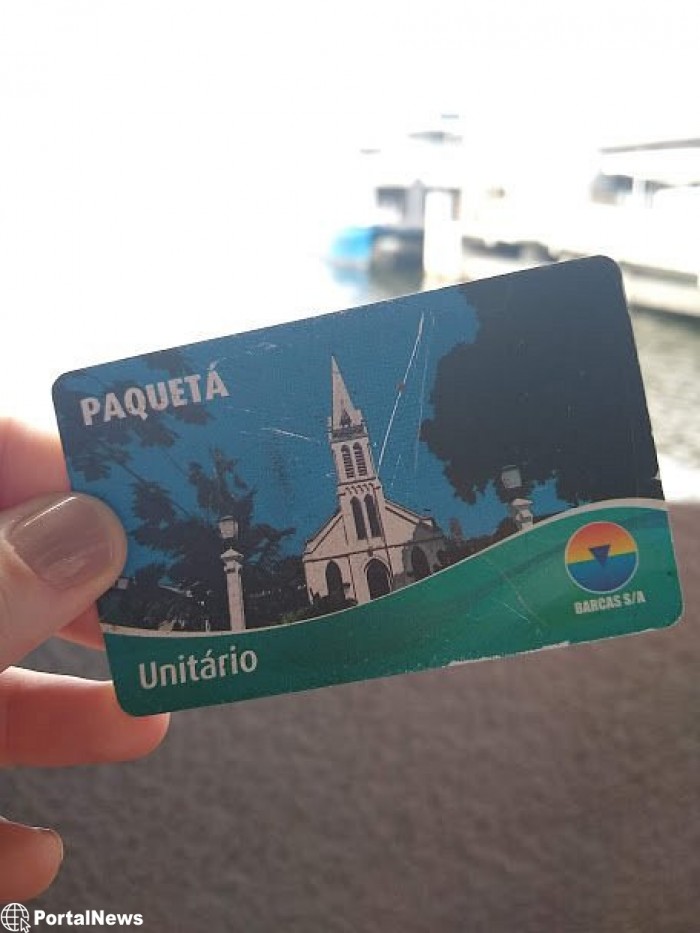 PAQUETÁ
BARCAS S/A
Unitário
PortalNews